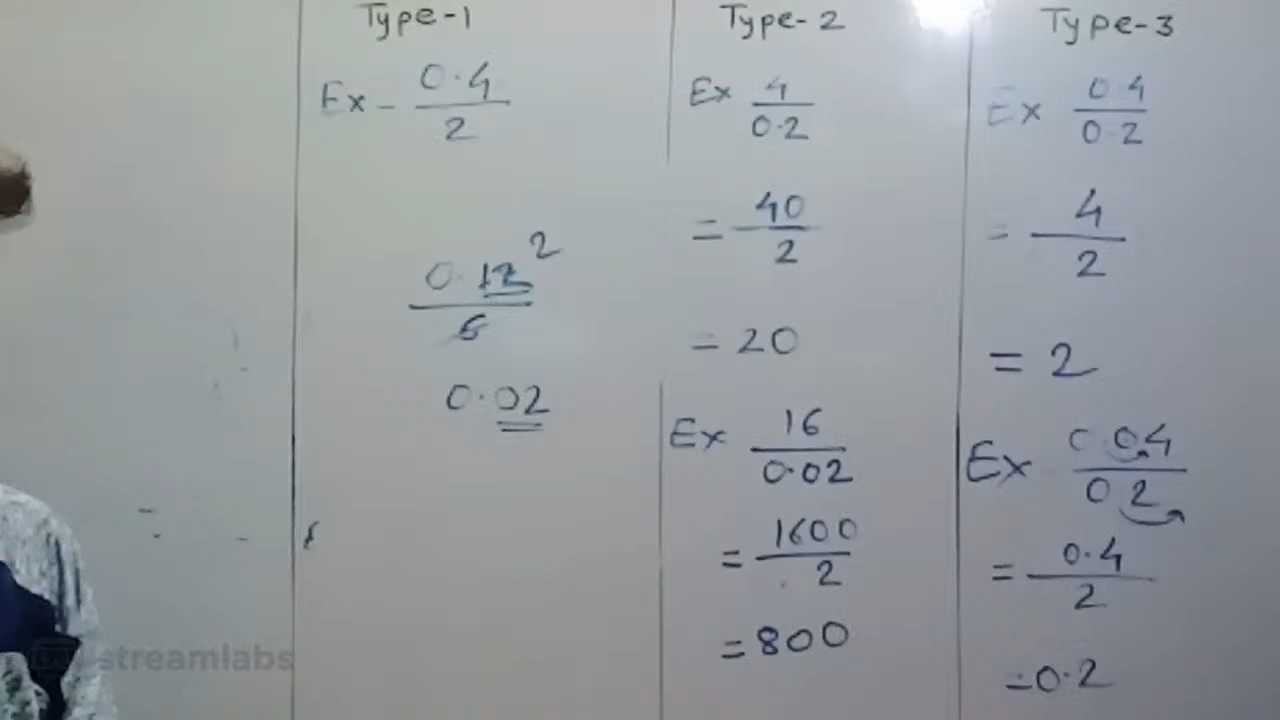 Type-1
Ex - 0.4
2
0.12 2
6
0.02
Type-2
Ex 4
0.2
= 40
2
= 20
Ex 16
0.02
= 1600
2
= 800
Type-3
Ex 0.4
0.2
= 4
2
= 2
Ex 0.04
0.2
= 0.4
2
= 0.2
streamlabs